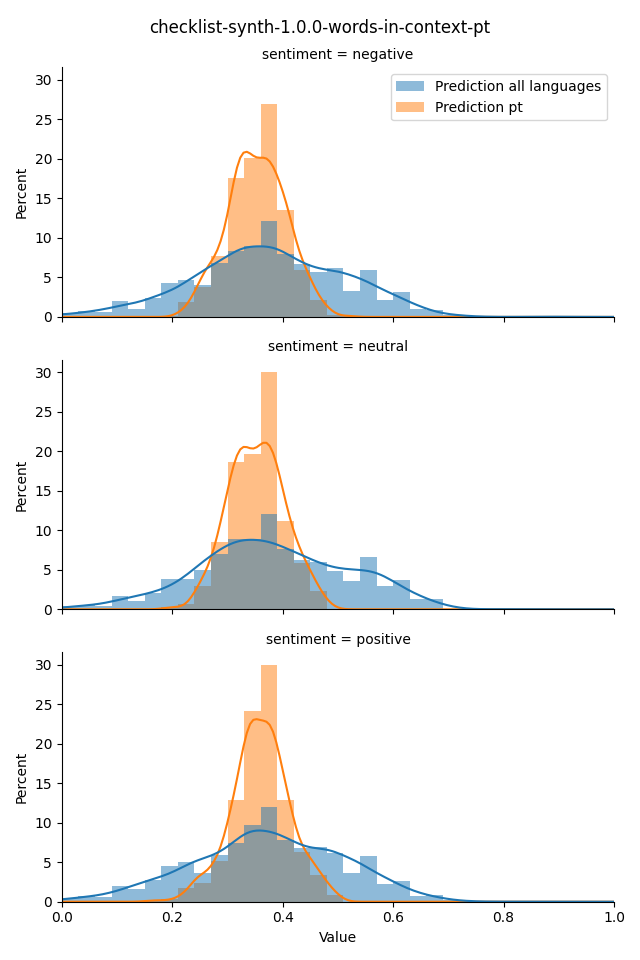 checklist-synth-1.0.0-words-in-context-pt
sentiment = negative
30
25
20
15
10
5
0
Percent
Prediction all languages
Prediction pt
sentiment = neutral
30
25
20
15
10
5
0
Percent
sentiment = positive
30
25
20
15
10
5
0
Percent
0.0 0.2 0.4 0.6 0.8 1.0
Value